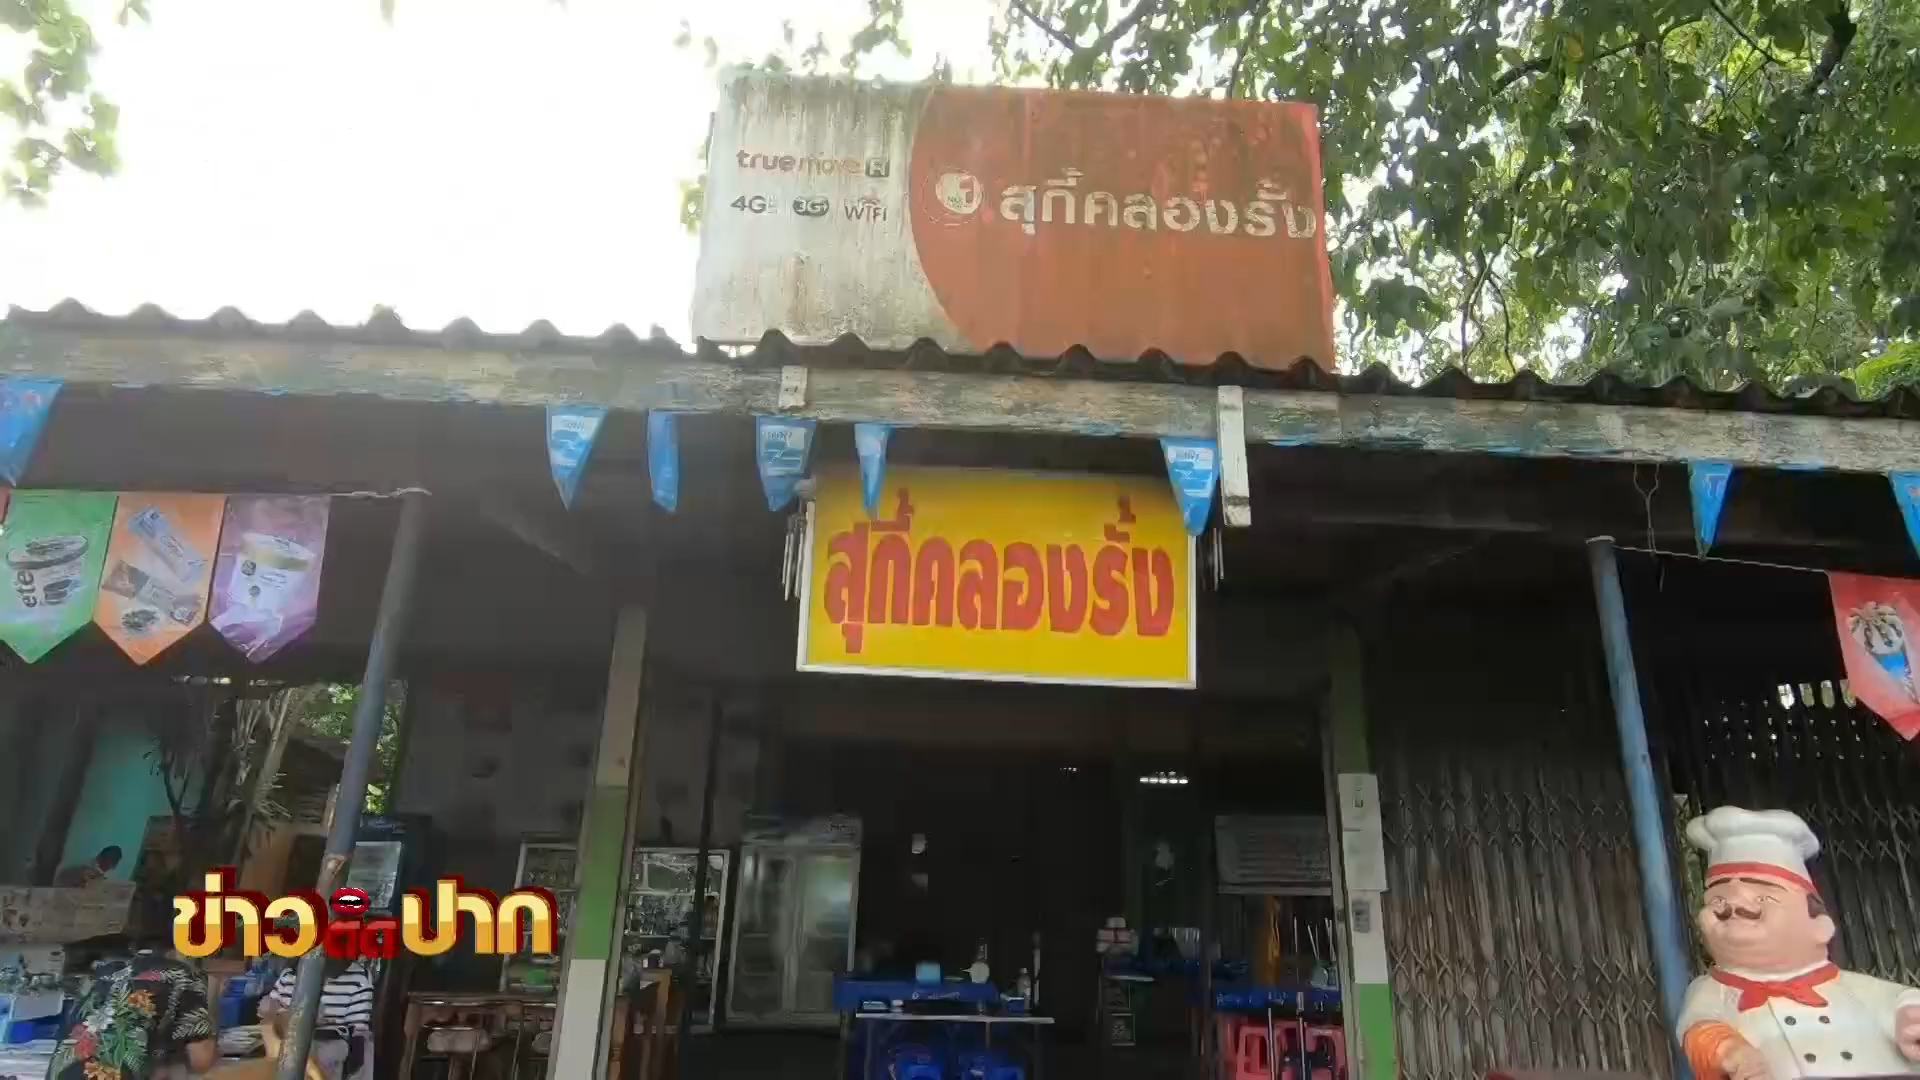 truemove H
4G 3G+ WiFi
สุกี้คลองรั้ง
สุกี้คลองรั้ง
ete
ข่าวติดปาก